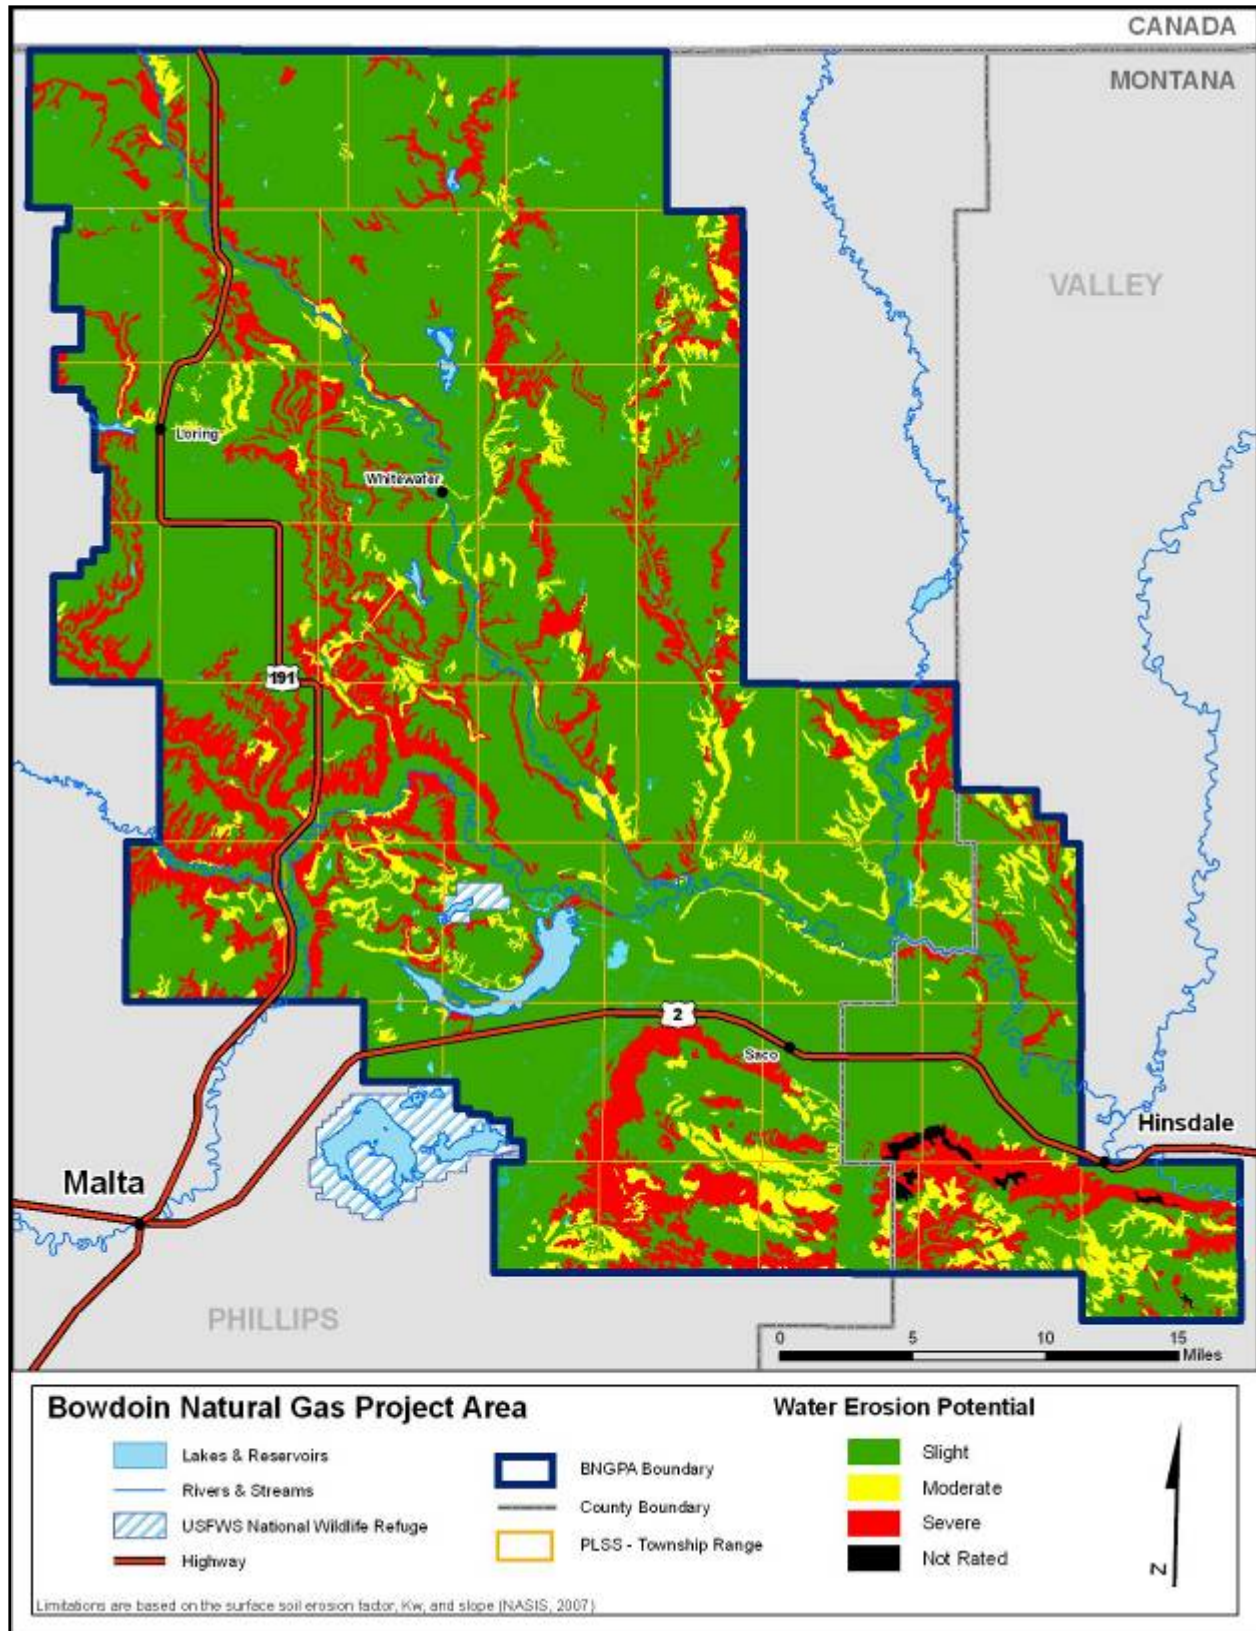 CANADA
MONTANA
VALLEY
Loring
Whitewater
191
2
Saco
Hinsdale
Malta
PHILLIPS
0 5 10 15
Miles
Bowdoin Natural Gas Project Area
Lakes & Reservoirs
Rivers & Streams
USFWS National Wildlife Refuge
Highway
BNGPA Boundary
County Boundary
PLSS - Township Range
Water Erosion Potential
Slight
Moderate
Severe
Not Rated
N
Limitations are based on the surface soil erosion factor, Kw, and slope (NASIS, 2007)